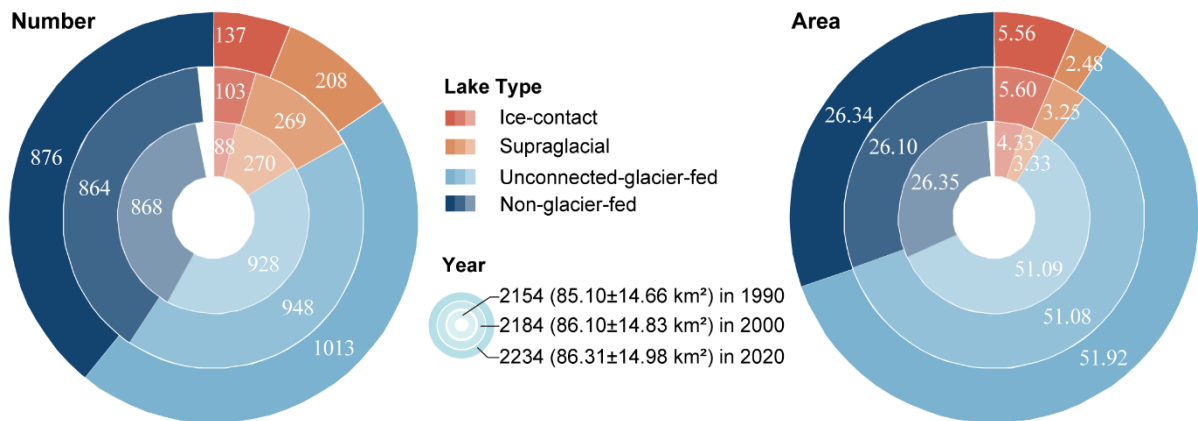 Number
137
208
103
269
88
270
876
864
868
928
948
1013
Lake Type
Ice-contact
Supraglacial
Unconnected-glacier-fed
Non-glacier-fed
Year
2154 (85.10±14.66 km²) in 1990
2184 (86.10±14.83 km²) in 2000
2234 (86.31±14.98 km²) in 2020
Area
5.56
2.48
5.60
3.25
4.33
3.33
26.34
26.10
26.35
51.09
51.08
51.92